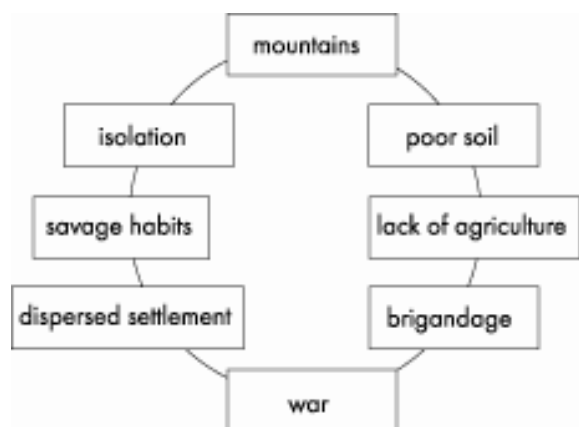 mountains
isolation
poor soil
savage habits
lack of agriculture
dispersed settlement
brigandage
war